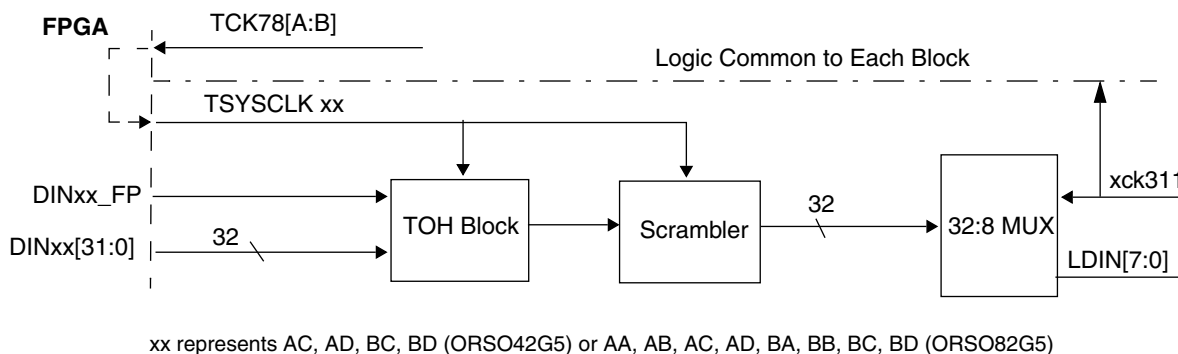 FPGA
TCK78[A:B]
Logic Common to Each Block
TSYSCLK xx
DINxx_FP
DINxx[31:0]
32
TOH Block
Scrambler
32
32:8 MUX
xck311
LDIN[7:0]
xx represents AC, AD, BC, BD (ORSO42G5) or AA, AB, AC, AD, BA, BB, BC, BD (ORSO82G5)